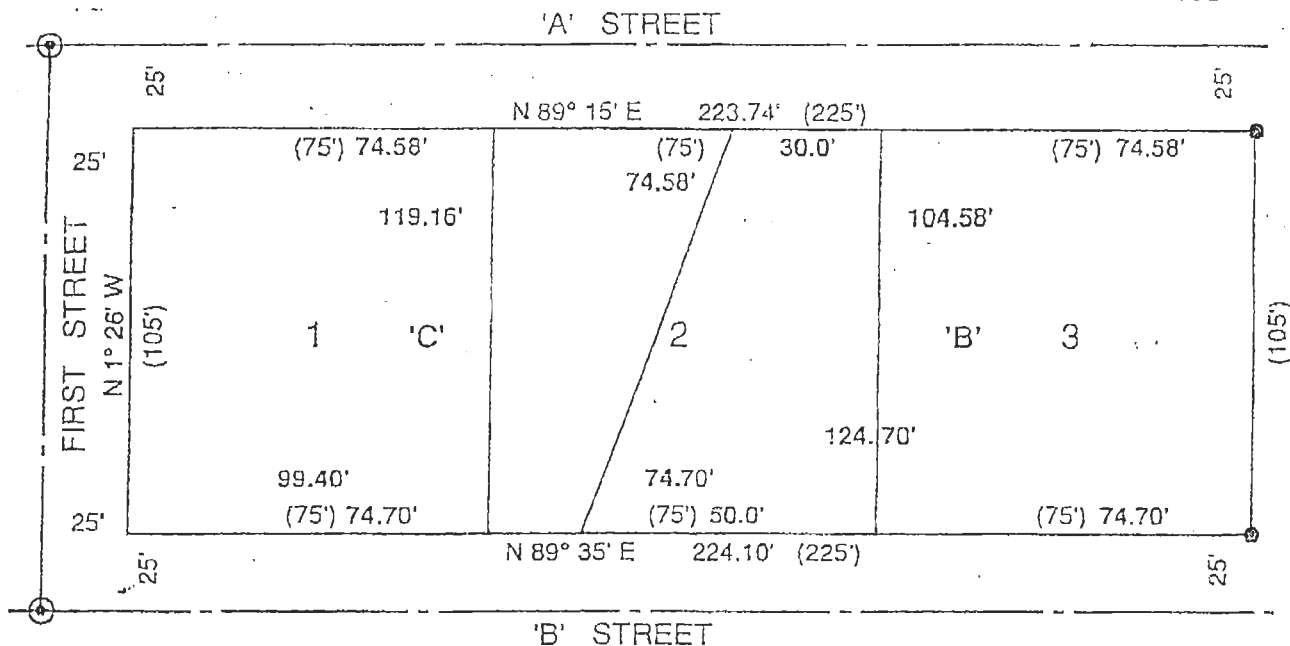 'A' STREET
25'
25'
N 89° 15' E 223.74' (225')
(75') 74.58'
(75') 30.0'
(75') 74.58'
25'
74.58'
119.16'
104.58'
FIRST STREET
N 1° 26' W
(105')
1 'C'
2
'B' 3
(105')
124.70'
99.40'
74.70'
(75') 74.70'
(75') 50.0'
(75') 74.70'
25'
N 89° 35' E 224.10' (225')
25'
25'
'B' STREET